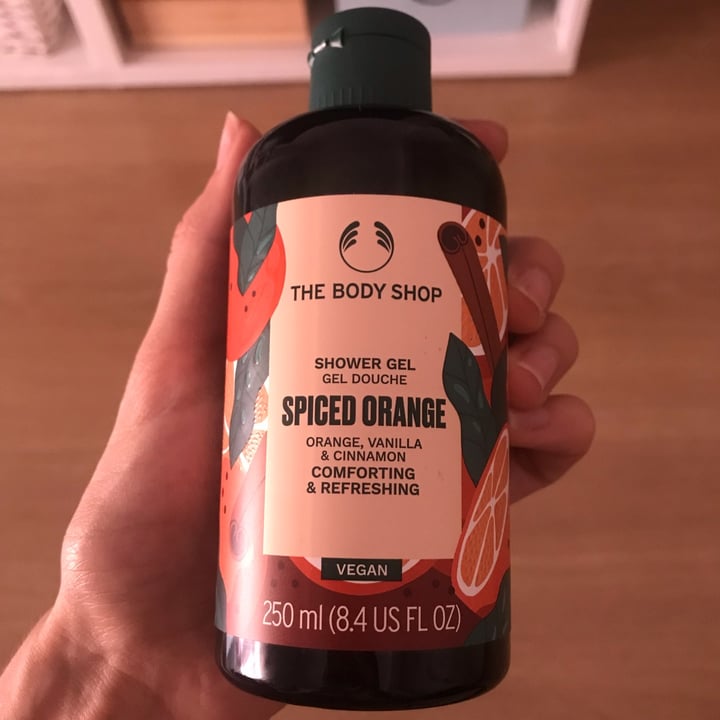 THE BODY SHOP
SHOWER GEL
GEL DOUCHE
SPICED ORANGE
ORANGE, VANILLA
& CINNAMON
COMFORTING
& REFRESHING
VEGAN
250 ml (8.4 US FL OZ)